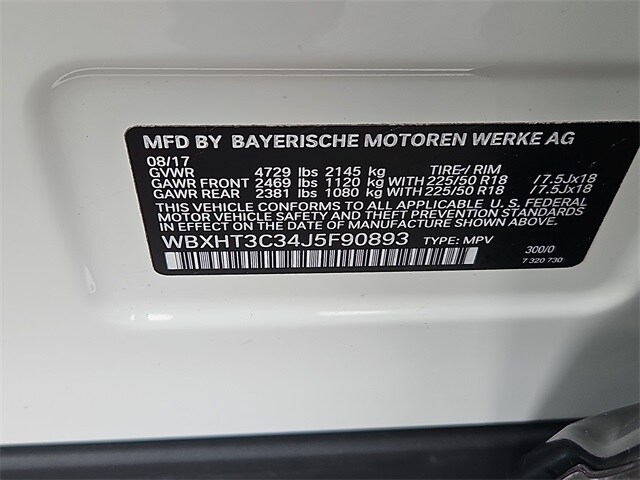 MFD BY BAYERISCHE MOTOREN WERKE AG
08/17
GVWR 4729 lbs 2145 kg TIRE-/ RIM
GAWR FRONT 2469 lbs 1120 kg WITH 225/50 R18 /7.5Jx18
GAWR REAR 2381 lbs 1080 kg WITH 225/50 R18 /7.5Jx18
THIS VEHICLE CONFORMS TO ALL APPLICABLE U.S. FEDERAL
MOTOR VEHICLE SAFETY AND THEFT PREVENTION STANDARDS
IN EFFECT ON THE DATE OF MANUFACTURE SHOWN ABOVE.
WBXHT3C34J5F90893 TYPE: MPV
300/0
7 320 730